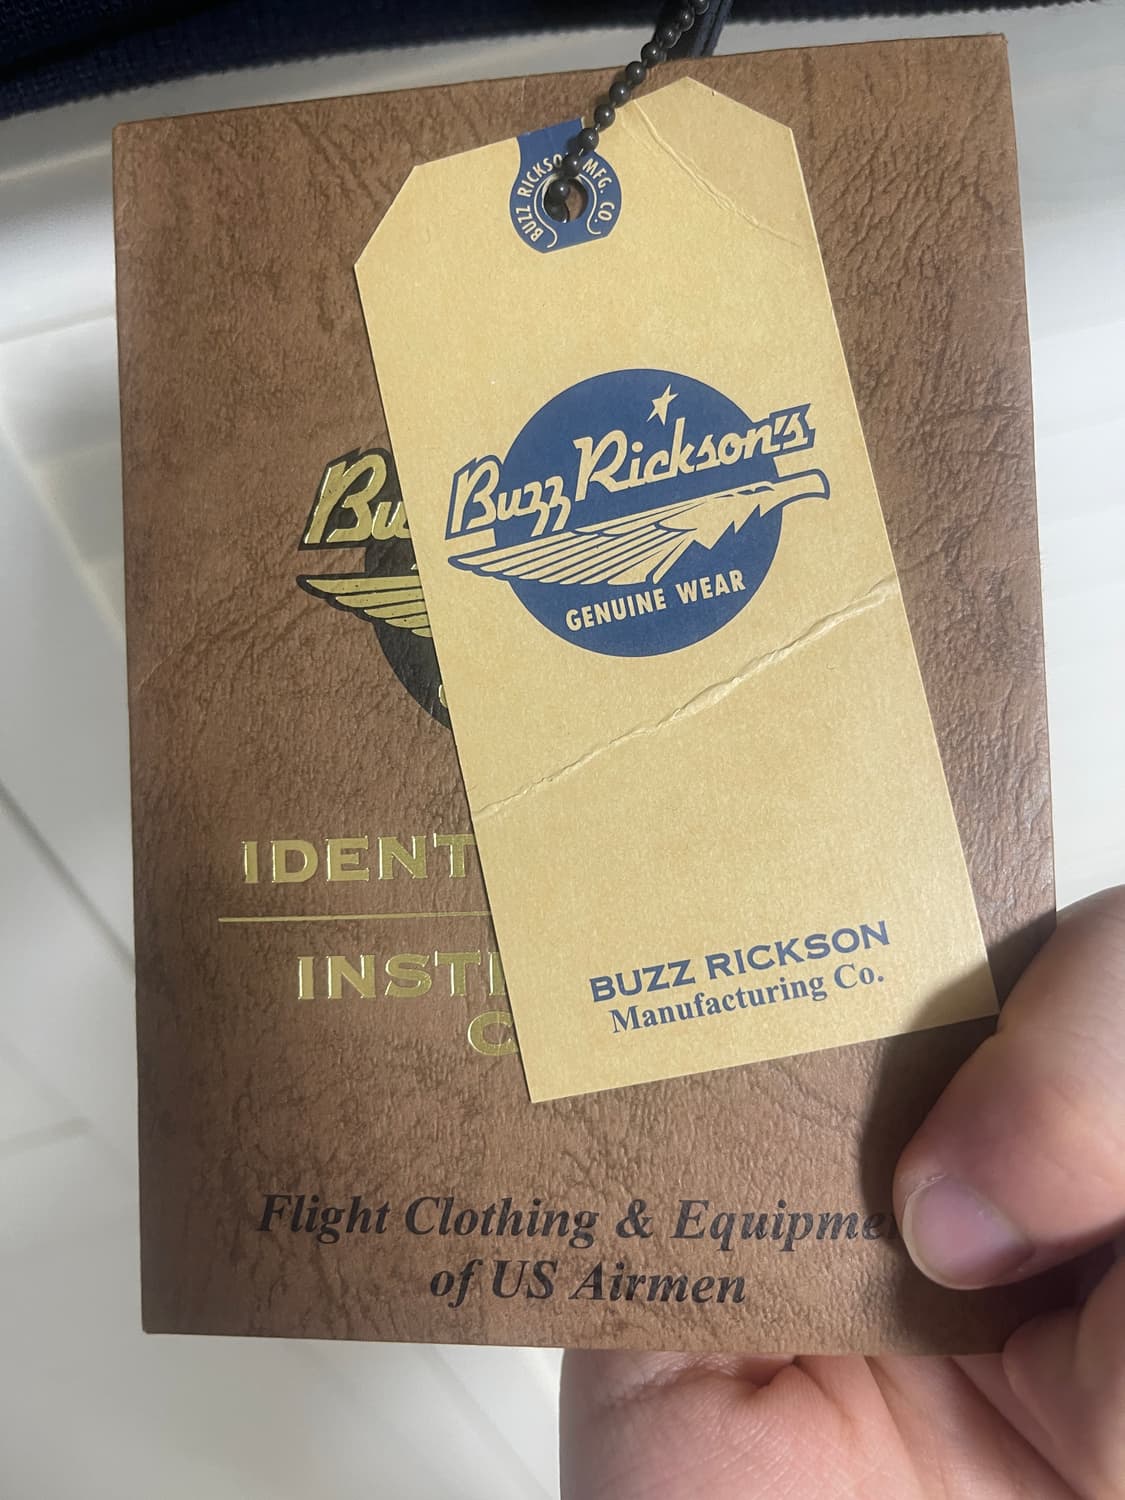 BUZZ RICKSON MFG. CO.
Buzz Rickson's
GENUINE WEAR
BUZZ RICKSON
Manufacturing Co.
Bu
IDENT
INST
C
Flight Clothing & Equipme
of US Airmen